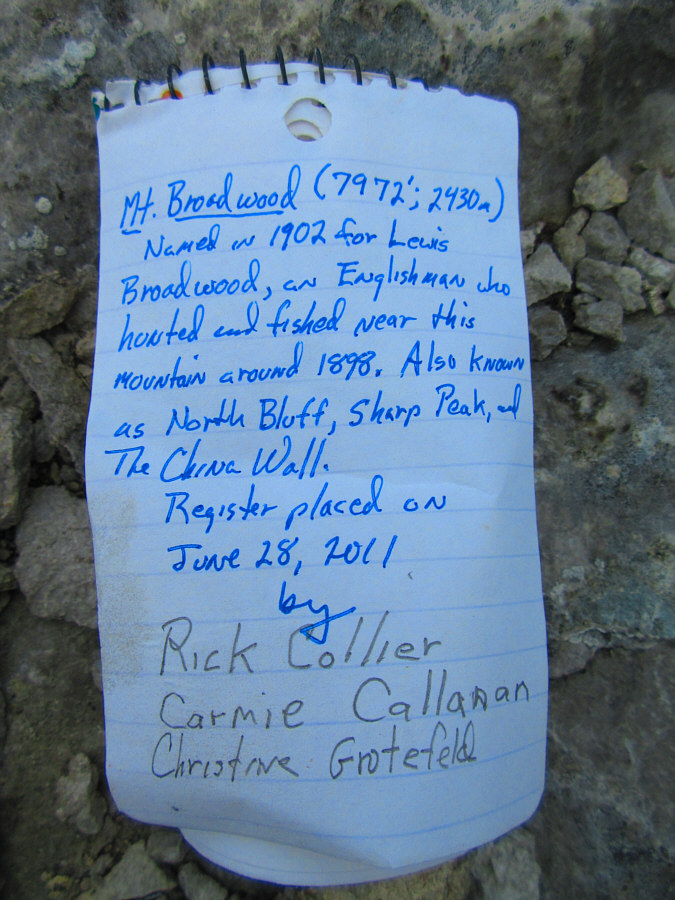 Mt. Broadwood (7972'; 2430m)
Named in 1902 for Lewis
Broadwood, an Englishman who
hunted and fished near this
mountain around 1898. Also known
as North Bluff, Sharp Peak, and
The China Wall.
Register placed on
June 28, 2011
by
Rick Collier
Carmie Callanan
Christine Grotefeld